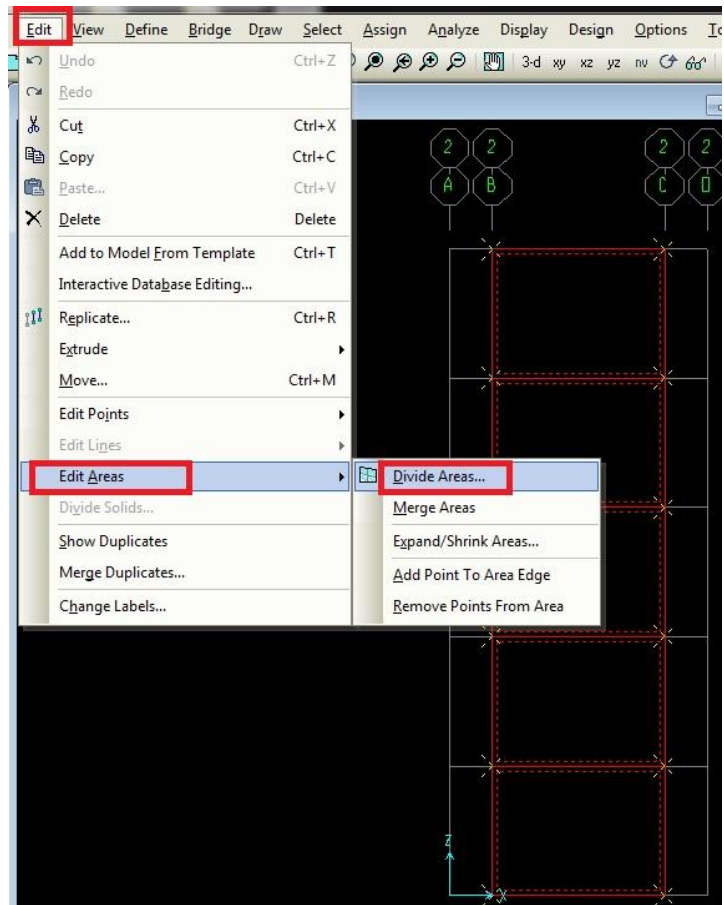 Edit View Define Bridge Draw Select Assign Analyze Display Design Options
3-d xy xz yz nv
Undo Ctrl+Z
Redo
Cut Ctrl+X
Copy Ctrl+C
Paste... Ctrl+V
Delete Delete
Add to Model From Template Ctrl+T
Interactive Database Editing...
Replicate... Ctrl+R
Extrude
Move... Ctrl+M
Edit Points
Edit Lines
Edit Areas
Divide Solids...
Show Duplicates
Merge Duplicates...
Change Labels...
Divide Areas...
Merge Areas
Expand/Shrink Areas...
Add Point To Area Edge
Remove Points From Area
2 2 2 2
A B C D
Z
X